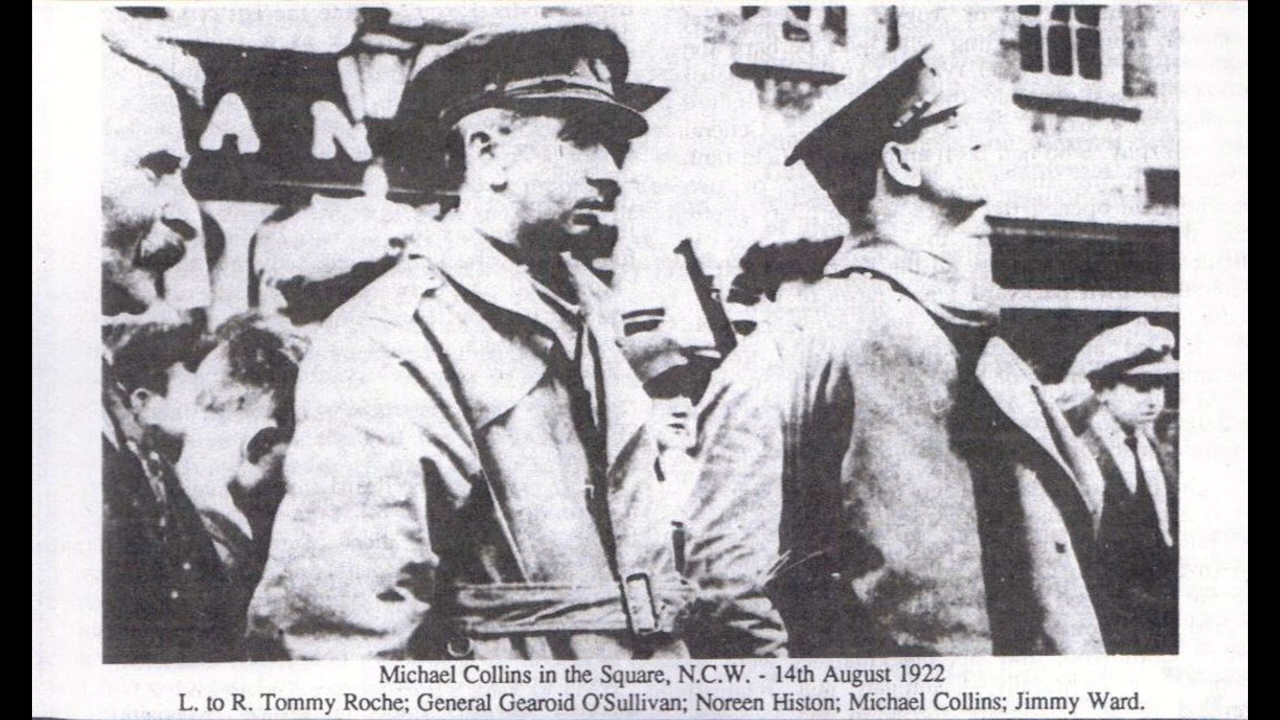 AN
Michael Collins in the Square, N.C.W. - 14th August 1922
L. to R. Tommy Roche; General Gearoid O'Sullivan; Noreen Histon; Michael Collins; Jimmy Ward.